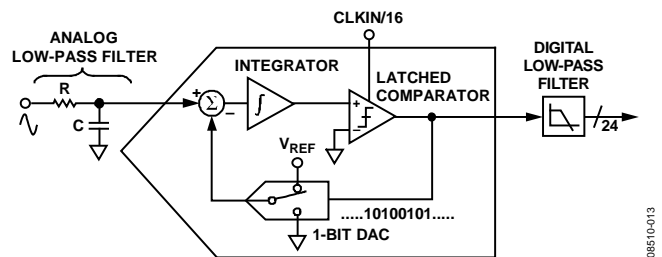 CLKIN/16
ANALOG
LOW-PASS FILTER
R
C
+
Σ
–
INTEGRATOR
∫
LATCHED
COMPARATOR
+
–
DIGITAL
LOW-PASS
FILTER
24
VREF
.....10100101.....
1-BIT DAC
08510-013